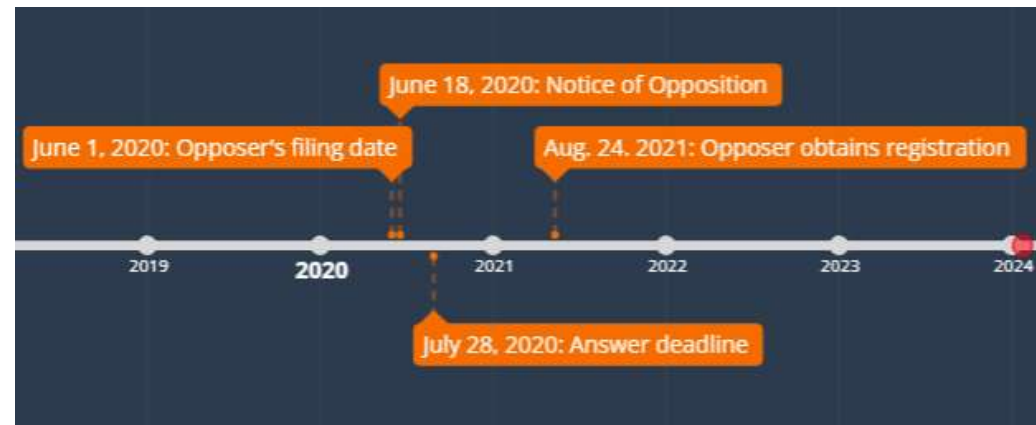 June 18, 2020: Notice of Opposition
June 1, 2020: Opposer's filing date
Aug. 24. 2021: Opposer obtains registration
2019
2020
2021
2022
2023
2024
July 28, 2020: Answer deadline